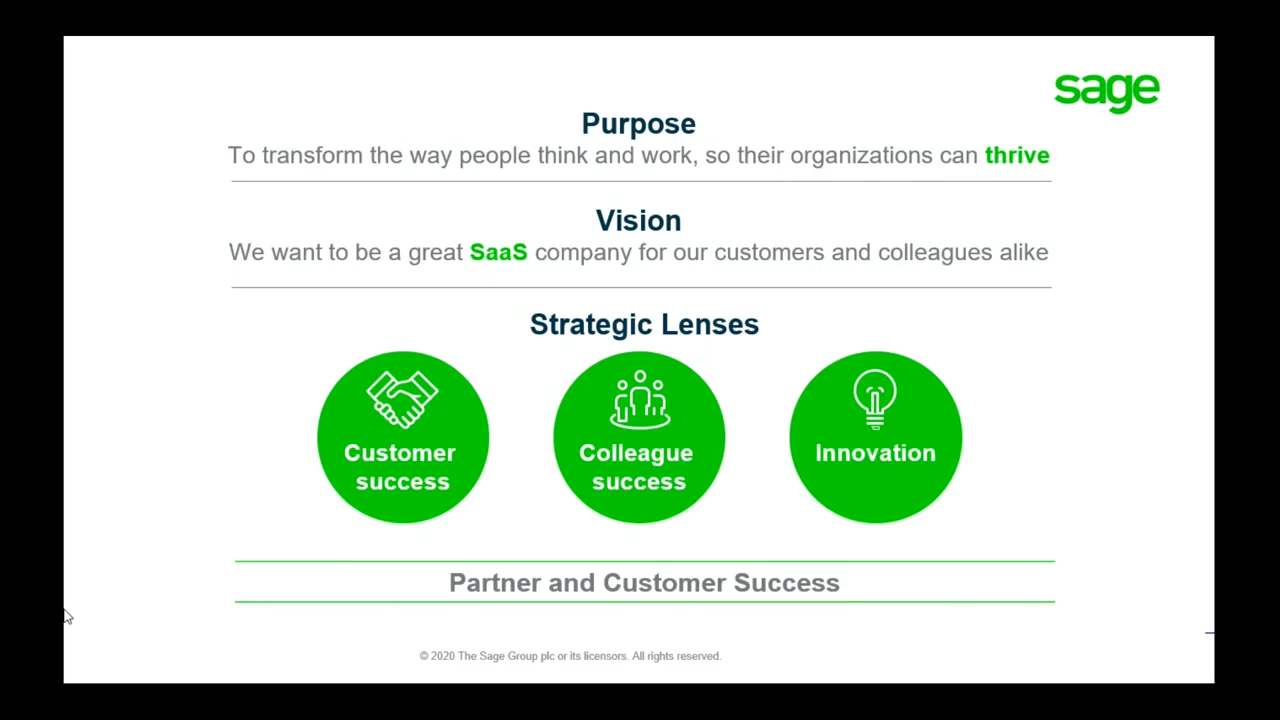 sage
Purpose
To transform the way people think and work, so their organizations can thrive
Vision
We want to be a great SaaS company for our customers and colleagues alike
Strategic Lenses
Customer
success
Colleague
success
Innovation
Partner and Customer Success
© 2020 The Sage Group plc or its licensors. All rights reserved.